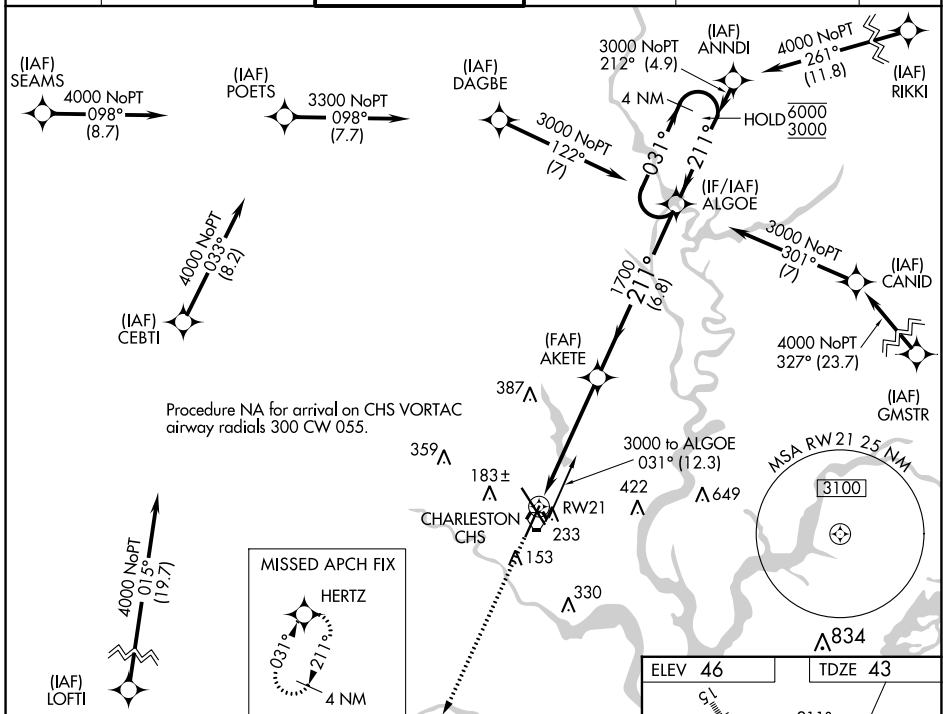 (IAF)
SEAMS
4000 NoPT
098°
(8.7)
(IAF)
POETS
3300 NoPT
098°
(7.7)
(IAF)
DAGBE
3000 NoPT
122°
(7)
3000 NoPT
212° (4.9)
(IAF)
ANNDI
4000 NoPT
261°
(11.8)
(IAF)
RIKKI
4 NM
HOLD
6000
3000
031°
211°
(IF/IAF)
ALGOE
4000 NoPT
033°
(8.2)
(IAF)
CEBTI
3000 NoPT
301°
(7)
(IAF)
CANID
4000 NoPT
327° (23.7)
(IAF)
GMSTR
1700
211°
(6.8)
(FAF)
AKETE
Procedure NA for arrival on CHS VORTAC
airway radials 300 CW 055.
387
359
183±
3000 to ALGOE
031° (12.3)
422
649
CHARLESTON
CHS
RW21
233
153
330
MSA RW 21 25 NM
3100
834
4000 NoPT
015°
(19.7)
(IAF)
LOFTI
MISSED APCH FIX
HERTZ
031°
211°
4 NM
ELEV 46
TDZE 43
15